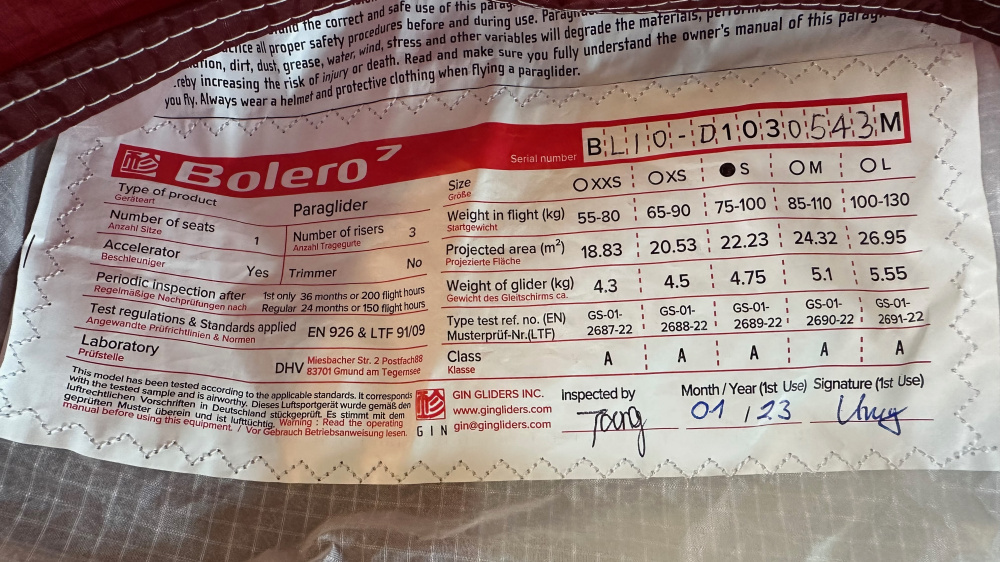 and the correct and safe use of this parag
all proper safety procedures before and during use.
dirt, dust, grease, water, wind, stress and other variables will degrade the materials,
increasing the risk of injury or death. Read and make sure you fully understand the owner's manual of this
you fly. Always wear a helmet and protective clothing when flying a paraglider.
GIN Bolero 7
Serial number BL10-D1030543M
Type of product Paraglider
Geräteart
Number of seats 1 Number of risers 3
Anzahl Sitze Anzahl Tragegurte
Accelerator Yes Trimmer No
Beschleuniger
Periodic inspection after 1st only 36 months or 200 flight hours
Regelmäßige Nachprüfungen nach Regular 24 months or 150 flight hours
Test regulations & Standards applied EN 926 & LTF 91/09
Angewandte Prüfrichtlinien & Normen
Laboratory DHV Miesbacher Str. 2 Postfach88
Prüfstelle 83701 Gmund am Tegernsee
This model has been tested according to the applicable standards. It corresponds
with the tested sample and is airworthy. Dieses Luftsportgerät wurde gemäß den
luftrechtlichen Vorschriften in Deutschland stückgeprüft. Es stimmt mit dem
geprüften Muster überein und ist lufttüchtig. Warning : Read the operating
manual before using this equipment. / Vor Gebrauch Betriebsanweisung lesen.
Size XXS XS S M L
Größe
Weight in flight (kg) 55-80 65-90 75-100 85-110 100-130
Startgewicht
Projected area (m²) 18.83 20.53 22.23 24.32 26.95
Projezierte Fläche
Weight of glider (kg) 4.3 4.5 4.75 5.1 5.55
Gewicht des Gleitschirms ca.
Type test ref. no. (EN) GS-01- GS-01- GS-01- GS-01- GS-01-
Musterprüf-Nr.(LTF) 2687-22 2688-22 2689-22 2690-22 2691-22
Class A A A A A
Klasse
GIN
GIN GLIDERS INC.
www.gingliders.com
gin@gingliders.com
Inspected by Month / Year (1st Use) Signature (1st Use)
01 / 23